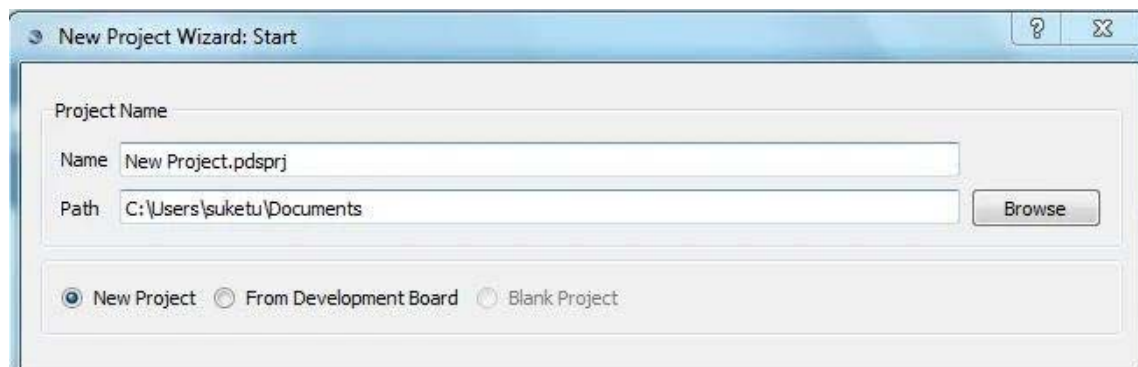 New Project Wizard: Start
Project Name
Name New Project.pdsprj
Path C:\Users\suketu\Documents Browse
New Project From Development Board Blank Project